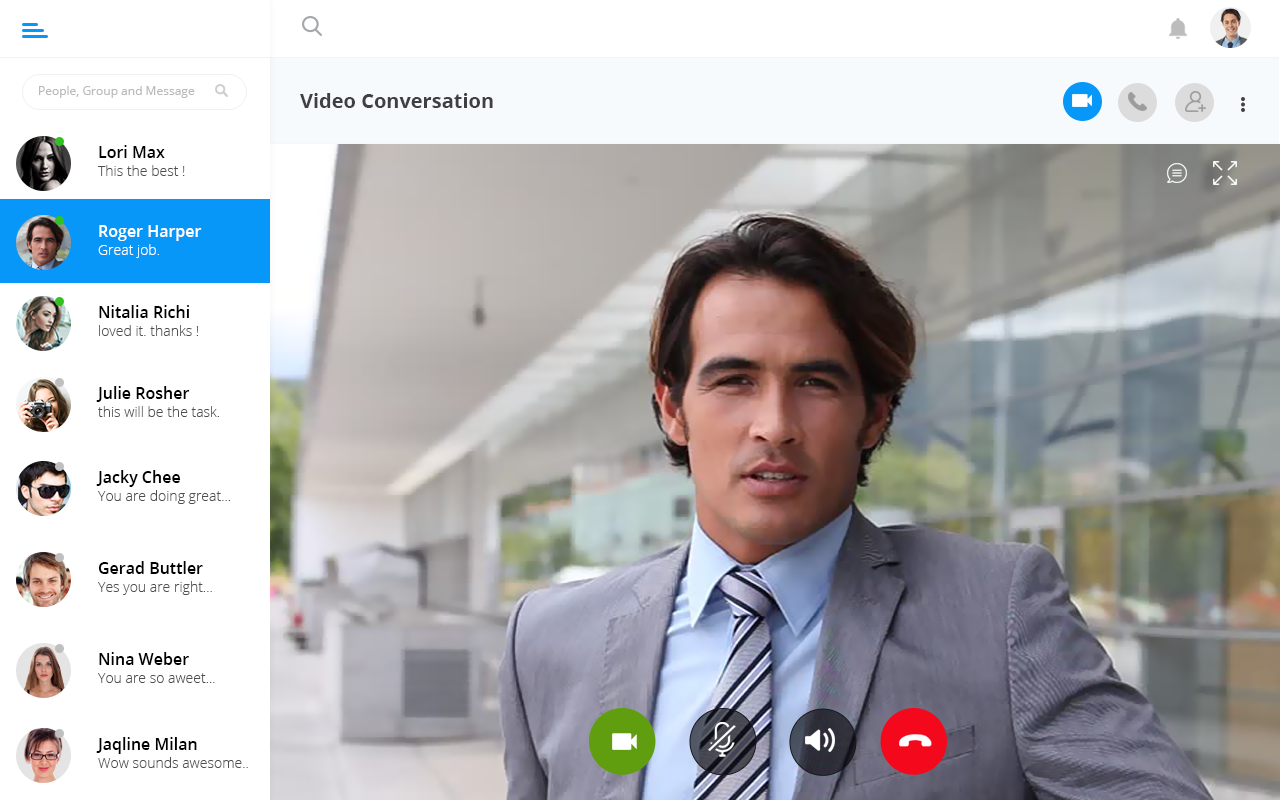 People, Group and Message
Video Conversation
Lori Max
This the best !
Roger Harper
Great job.
Nitalia Richi
loved it. thanks !
Julie Rosher
this will be the task.
Jacky Chee
You are doing great...
Gerad Buttler
Yes you are right...
Nina Weber
You are so aweet...
Jaqline Milan
Wow sounds awesome..